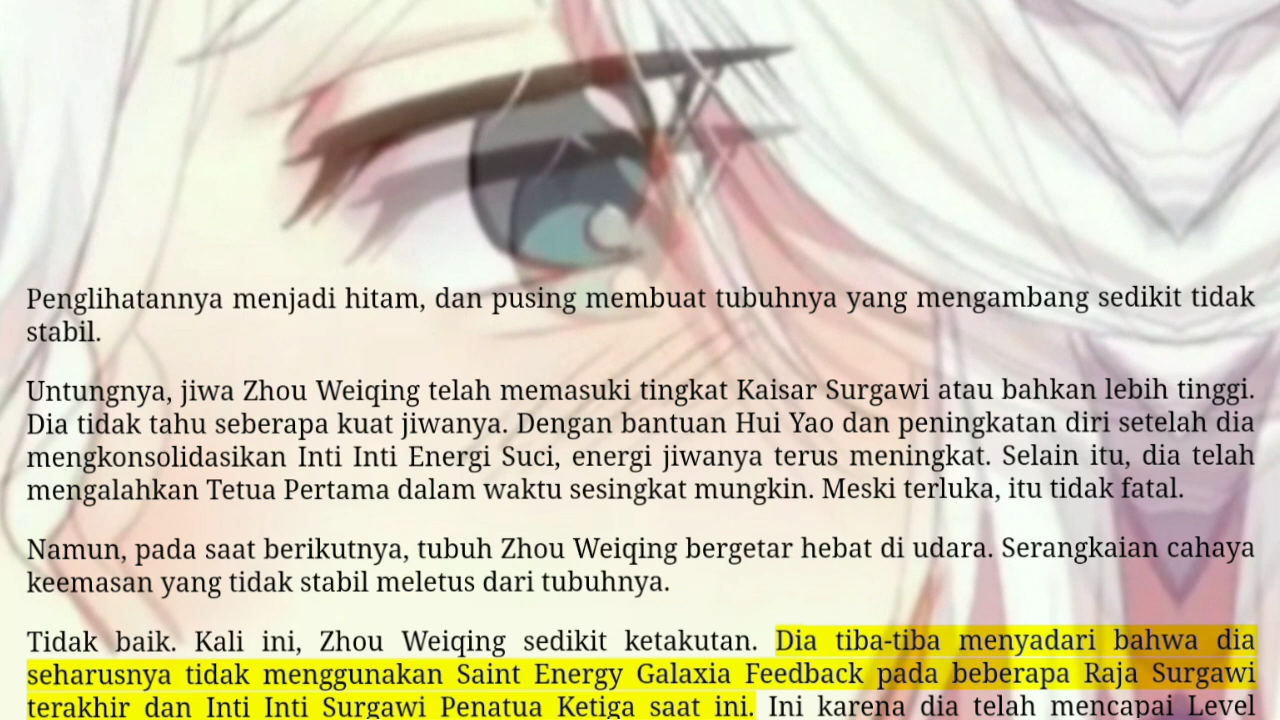 Penglihatannya menjadi hitam, dan pusing membuat tubuhnya yang mengambang sedikit tidak
stabil.
Untungnya, jiwa Zhou Weiqing telah memasuki tingkat Kaisar Surgawi atau bahkan lebih tinggi.
Dia tidak tahu seberapa kuat jiwanya. Dengan bantuan Hui Yao dan peningkatan diri setelah dia
mengkonsolidasikan Inti Inti Energi Suci, energi jiwanya terus meningkat. Selain itu, dia telah
mengalahkan Tetua Pertama dalam waktu sesingkat mungkin. Meski terluka, itu tidak fatal.
Namun, pada saat berikutnya, tubuh Zhou Weiqing bergetar hebat di udara. Serangkaian cahaya
keemasan yang tidak stabil meletus dari tubuhnya.
Tidak baik. Kali ini, Zhou Weiqing sedikit ketakutan. Dia tiba-tiba menyadari bahwa dia
seharusnya tidak menggunakan Saint Energy Galaxia Feedback pada beberapa Raja Surgawi
terakhir dan Inti Inti Surgawi Penatua Ketiga saat ini. Ini karena dia telah mencapai Level